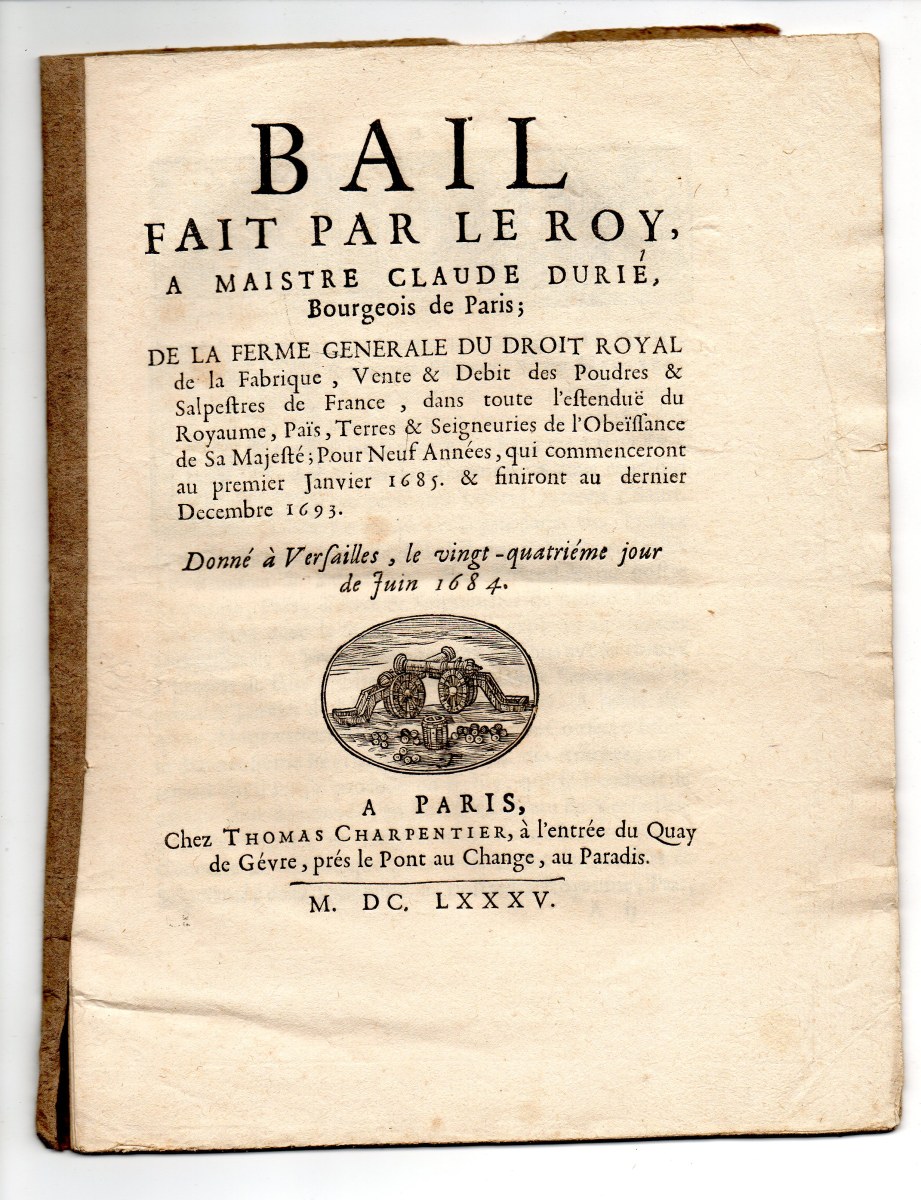 BAIL
FAIT PAR LE ROY,
A MAISTRE CLAUDE DURIÉ,
Bourgeois de Paris;
DE LA FERME GENERALE DU DROIT ROYAL
de la Fabrique , Vente & Debit des Poudres &
Salpeſtres de France , dans toute l'eſtenduë du
Royaume, Païs, Terres & Seigneuries de l'Obeïſſance
de Sa Majeſté; Pour Neuf Années, qui commenceront
au premier Janvier 1685. & finiront au dernier
Decembre 1693.
Donné à Verſailles , le vingt-quatriéme jour
de Juin 1684.
A PARIS,
Chez THOMAS CHARPENTIER, à l'entrée du Quay
de Gévre, prés le Pont au Change, au Paradis.
M. DC. LXXXV.